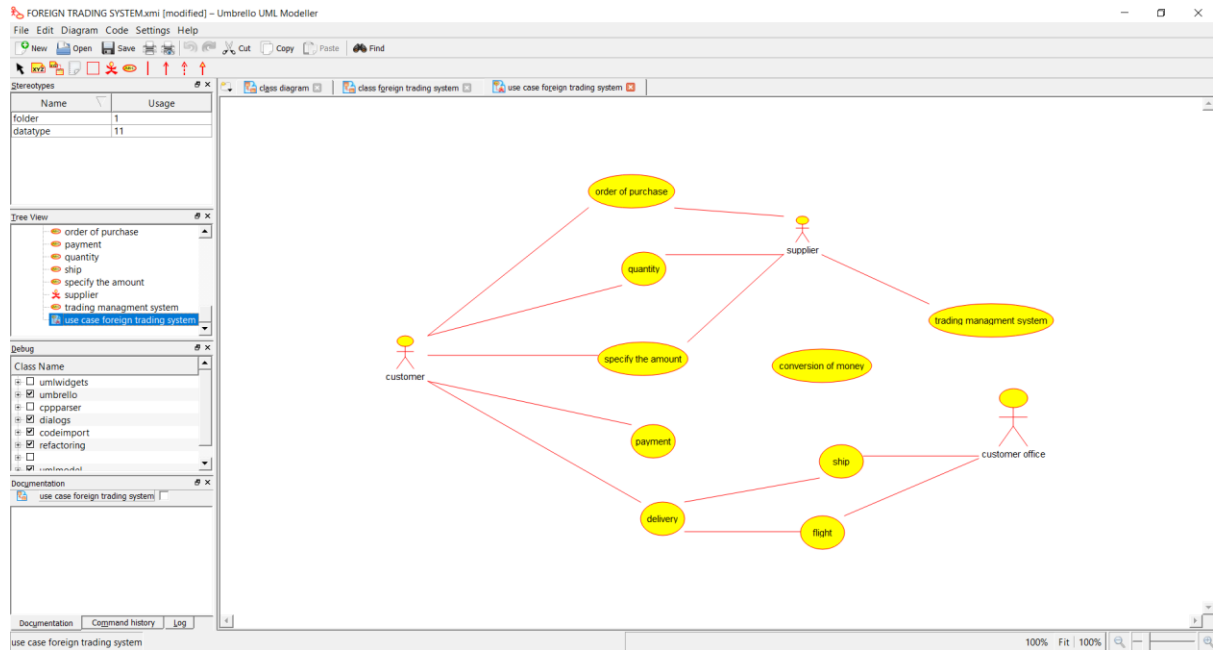 FOREIGN TRADING SYSTEM.xmi [modified] – Umbrello UML Modeller
File Edit Diagram Code Settings Help
New Open Save Cut Copy Paste Find
Stereotypes
class diagram class foreign trading system use case foreign trading system
Name Usage
folder 1
datatype 11
Tree View
order of purchase
payment
quantity
ship
specify the amount
supplier
trading managment system
use case foreign trading system
Debug
Class Name
umlwidgets
umbrello
cppparser
dialogs
codeimport
refactoring
umlmodel
Documentation
use case foreign trading system
Documentation Command history Log
use case foreign trading system
order of purchase
supplier
quantity
trading managment system
customer
specify the amount
conversion of money
payment
customer office
ship
delivery
flight
100% Fit 100%